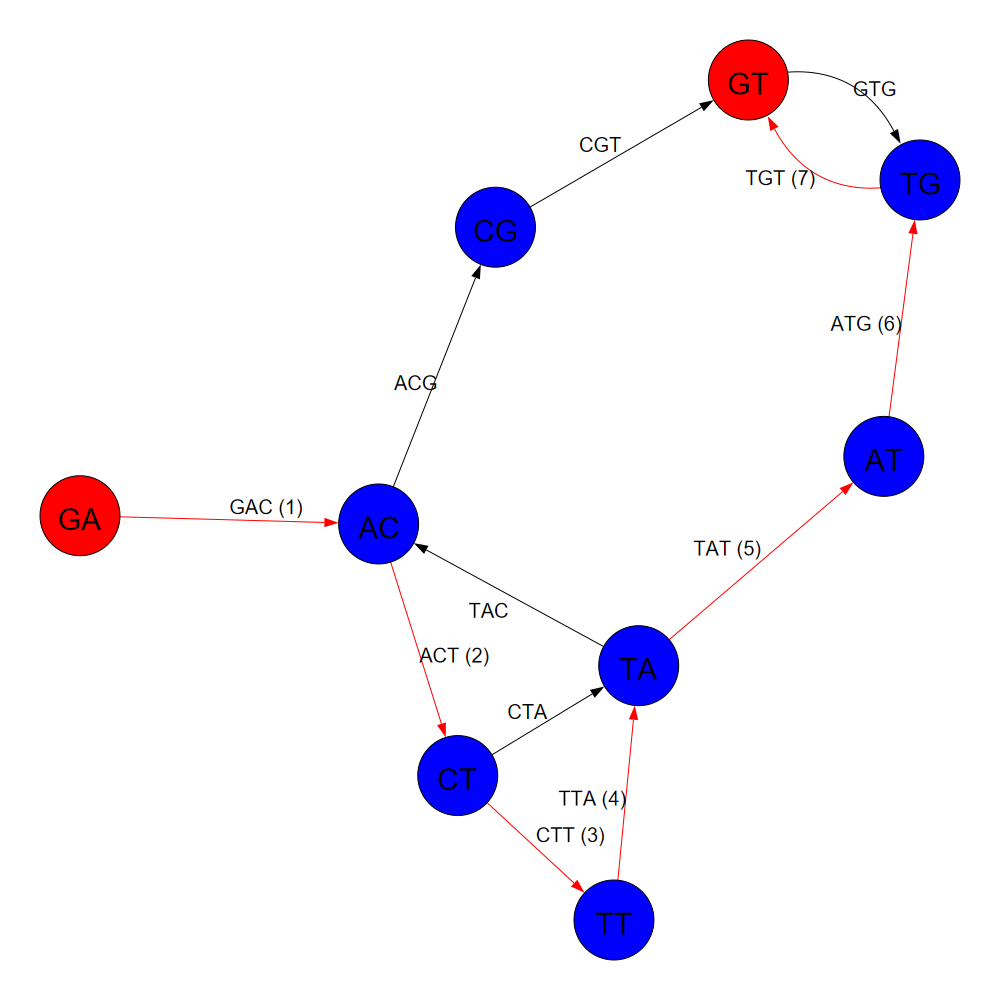 GT
GTG
CGT
TGT (7)
TG
CG
ATG (6)
ACG
AT
GAC (1)
GA
AC
TAT (5)
TAC
ACT (2)
TA
CTA
CT
TTA (4)
CTT (3)
TT